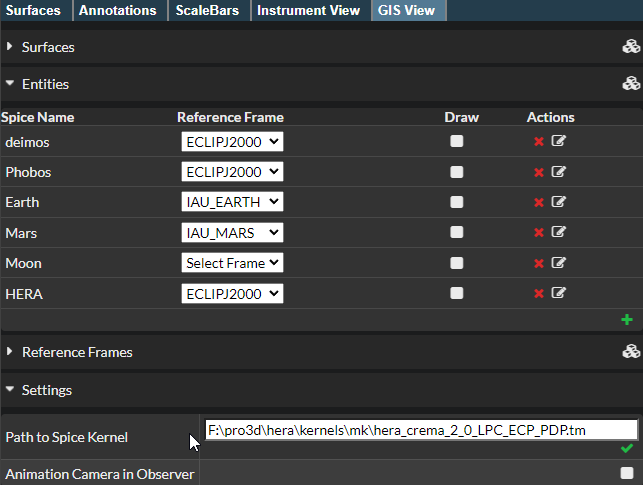 Surfaces Annotations ScaleBars Instrument View GIS View
Surfaces
Entities
Spice Name Reference Frame Draw Actions
deimos ECLIPJ2000
Phobos ECLIPJ2000
Earth IAU_EARTH
Mars IAU_MARS
Moon Select Frame
HERA ECLIPJ2000
Reference Frames
Settings
Path to Spice Kernel F:\pro3d\hera\kernels\mk\hera_crema_2_0_LPC_ECP_PDP.tm
Animation Camera in Observer